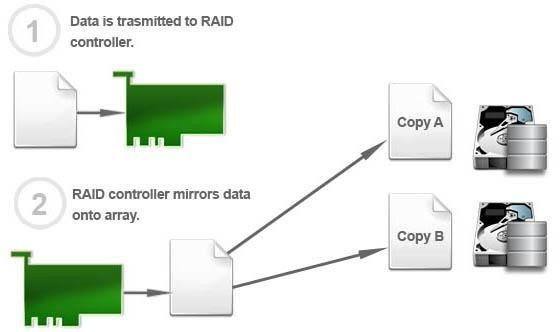 1
Data is trasmitted to RAID
controller.
Copy A
2
RAID controller mirrors data
onto array.
Copy B